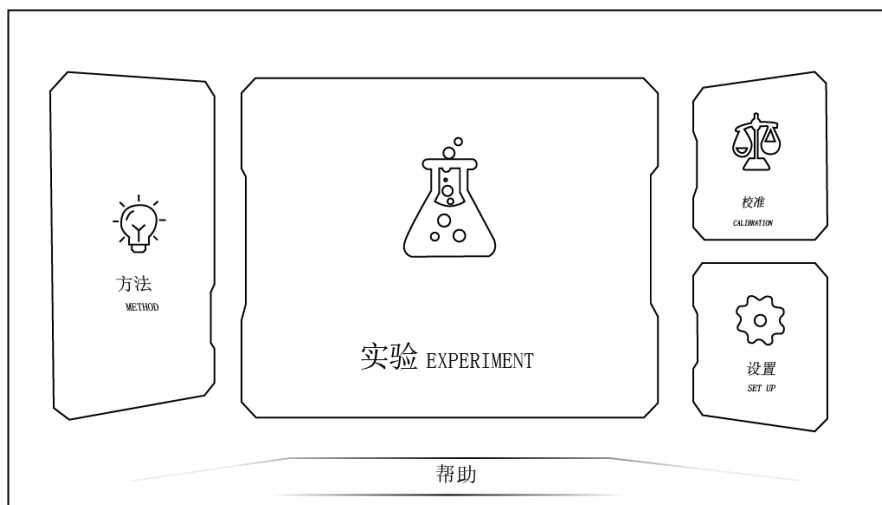 方法
METHOD
实验 EXPERIMENT
校准
CALIBRATION
设置
SET UP
帮助